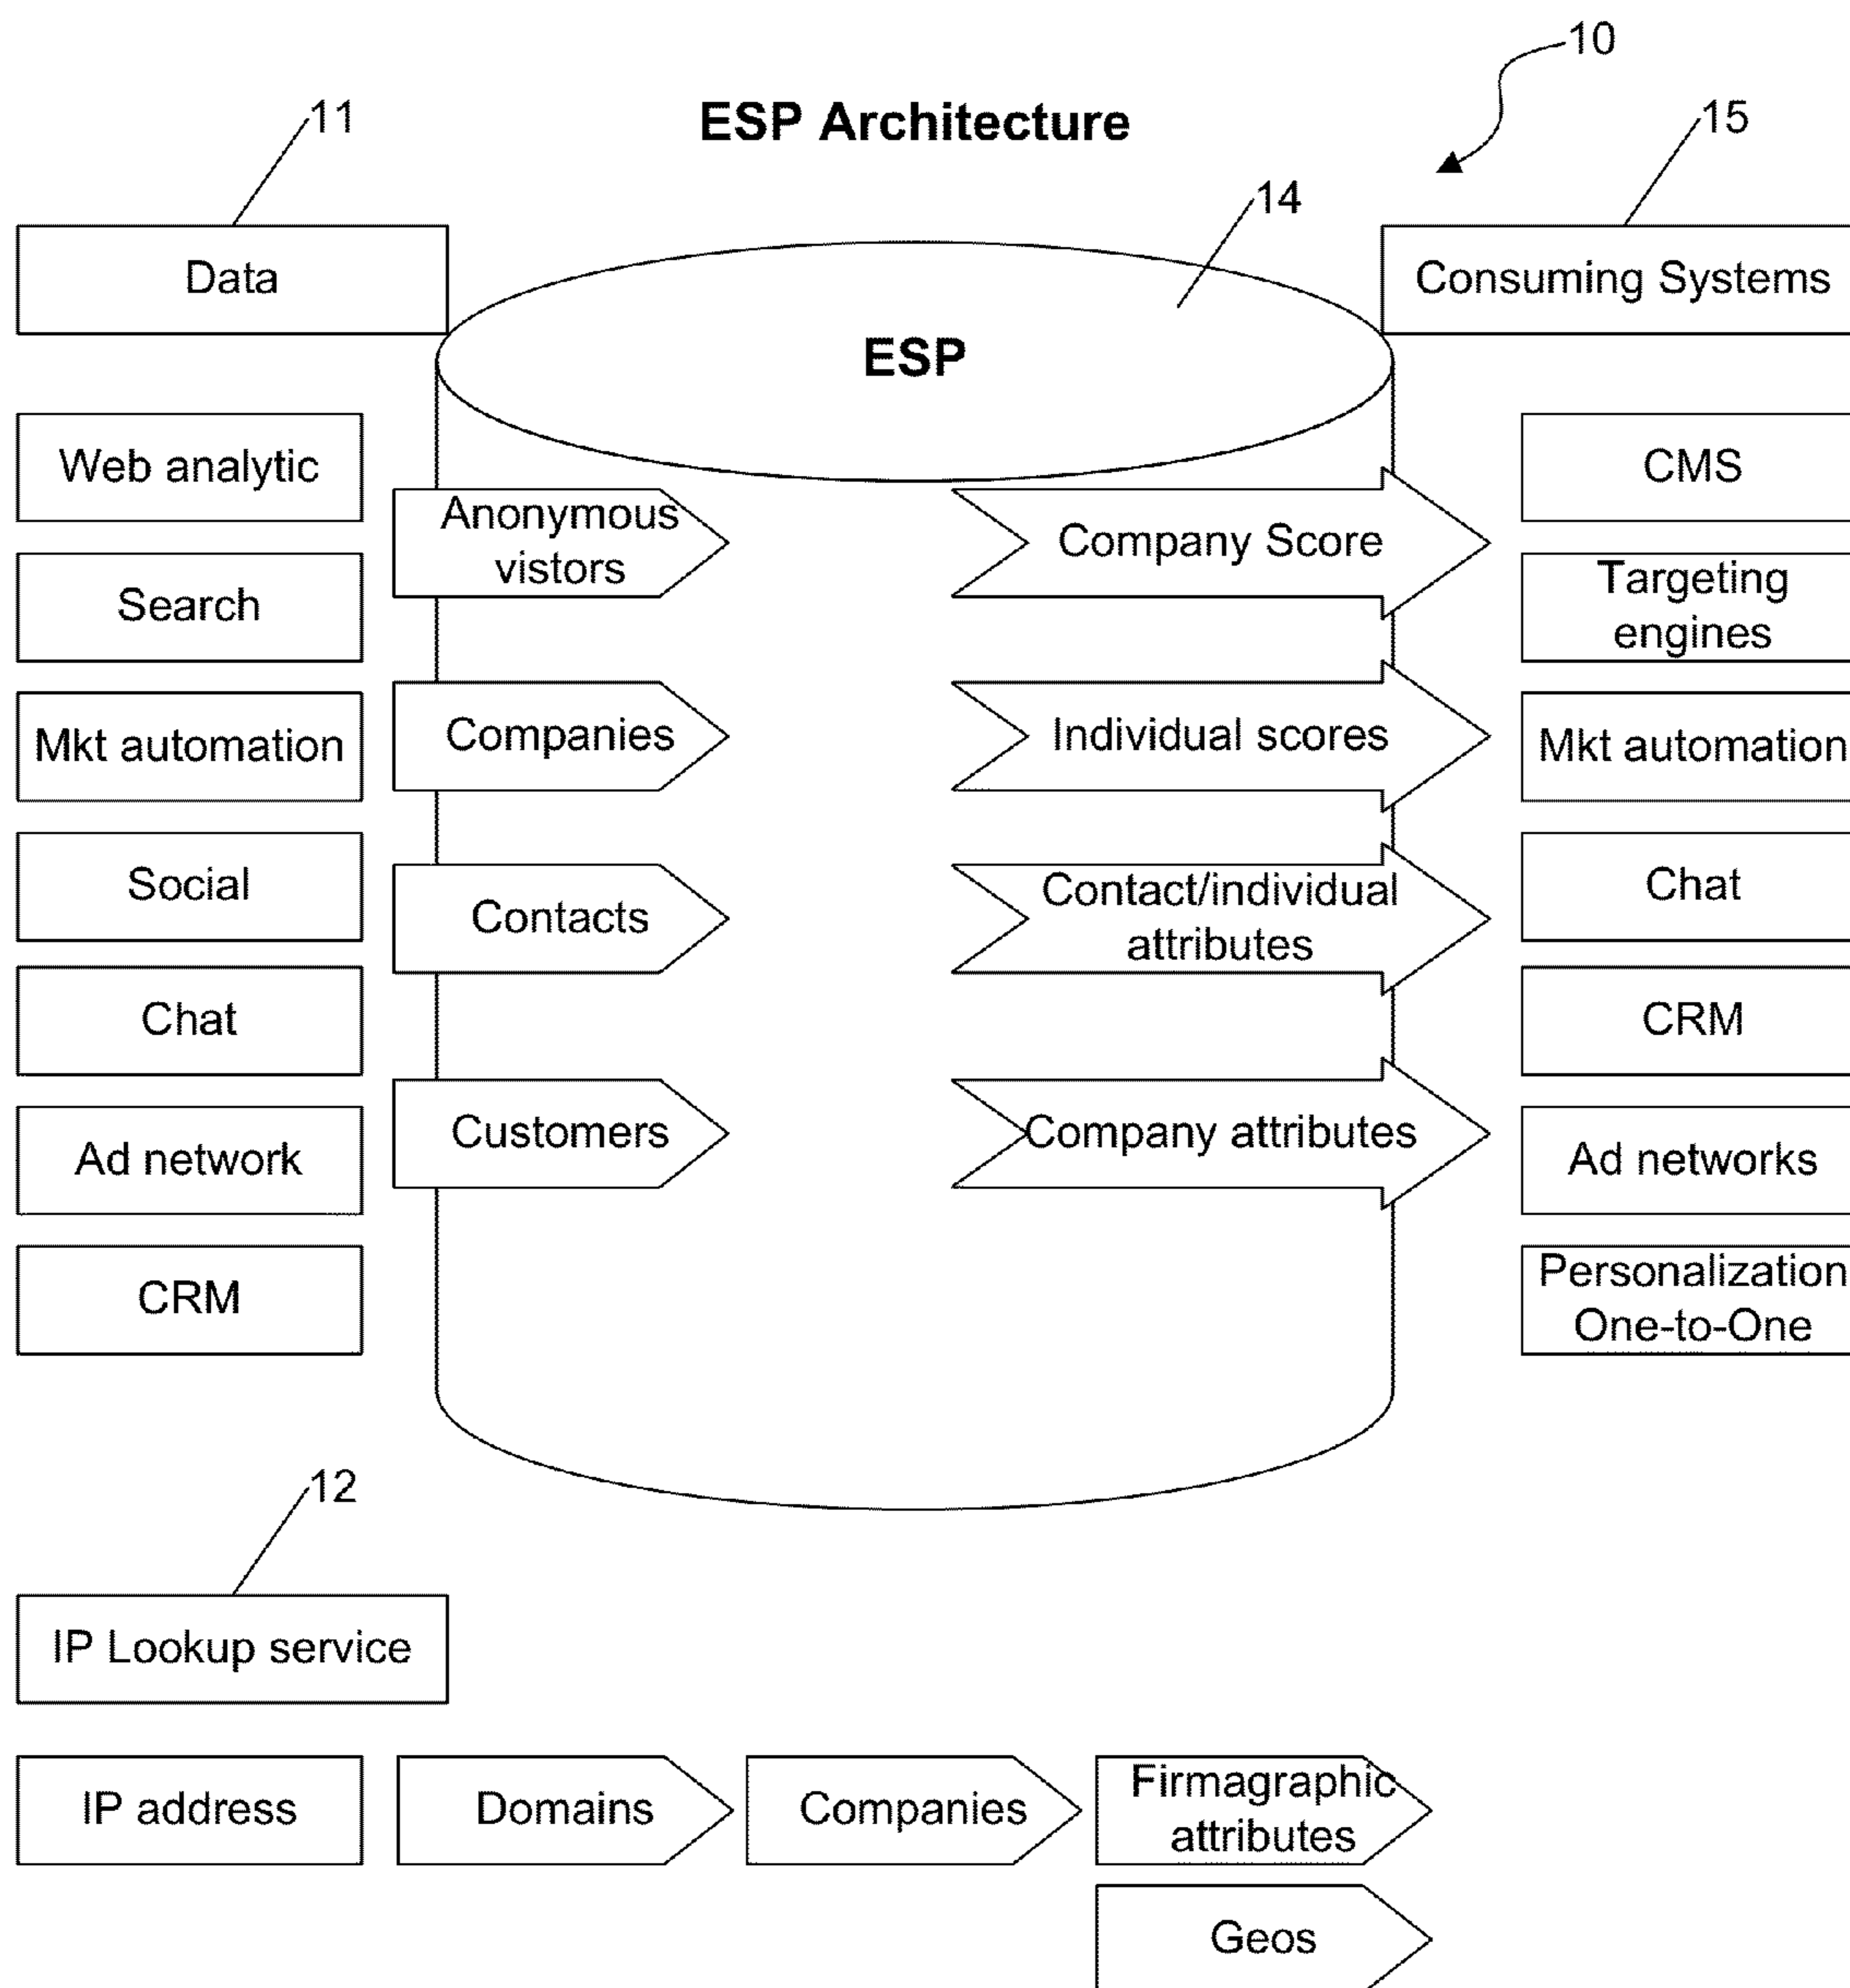 10
11
ESP Architecture
15
14
Data
Consuming Systems
ESP
Web analytic
CMS
Anonymous
vistors
Company Score
Search
Targeting
engines
Mkt automation
Companies
Individual scores
Mkt automation
Social
Contacts
Contact/individual
attributes
Chat
Chat
CRM
Ad network
Customers
Company attributes
Ad networks
CRM
Personalization
One-to-One
12
IP Lookup service
IP address
Domains
Companies
Firmagraphic
attributes
Geos